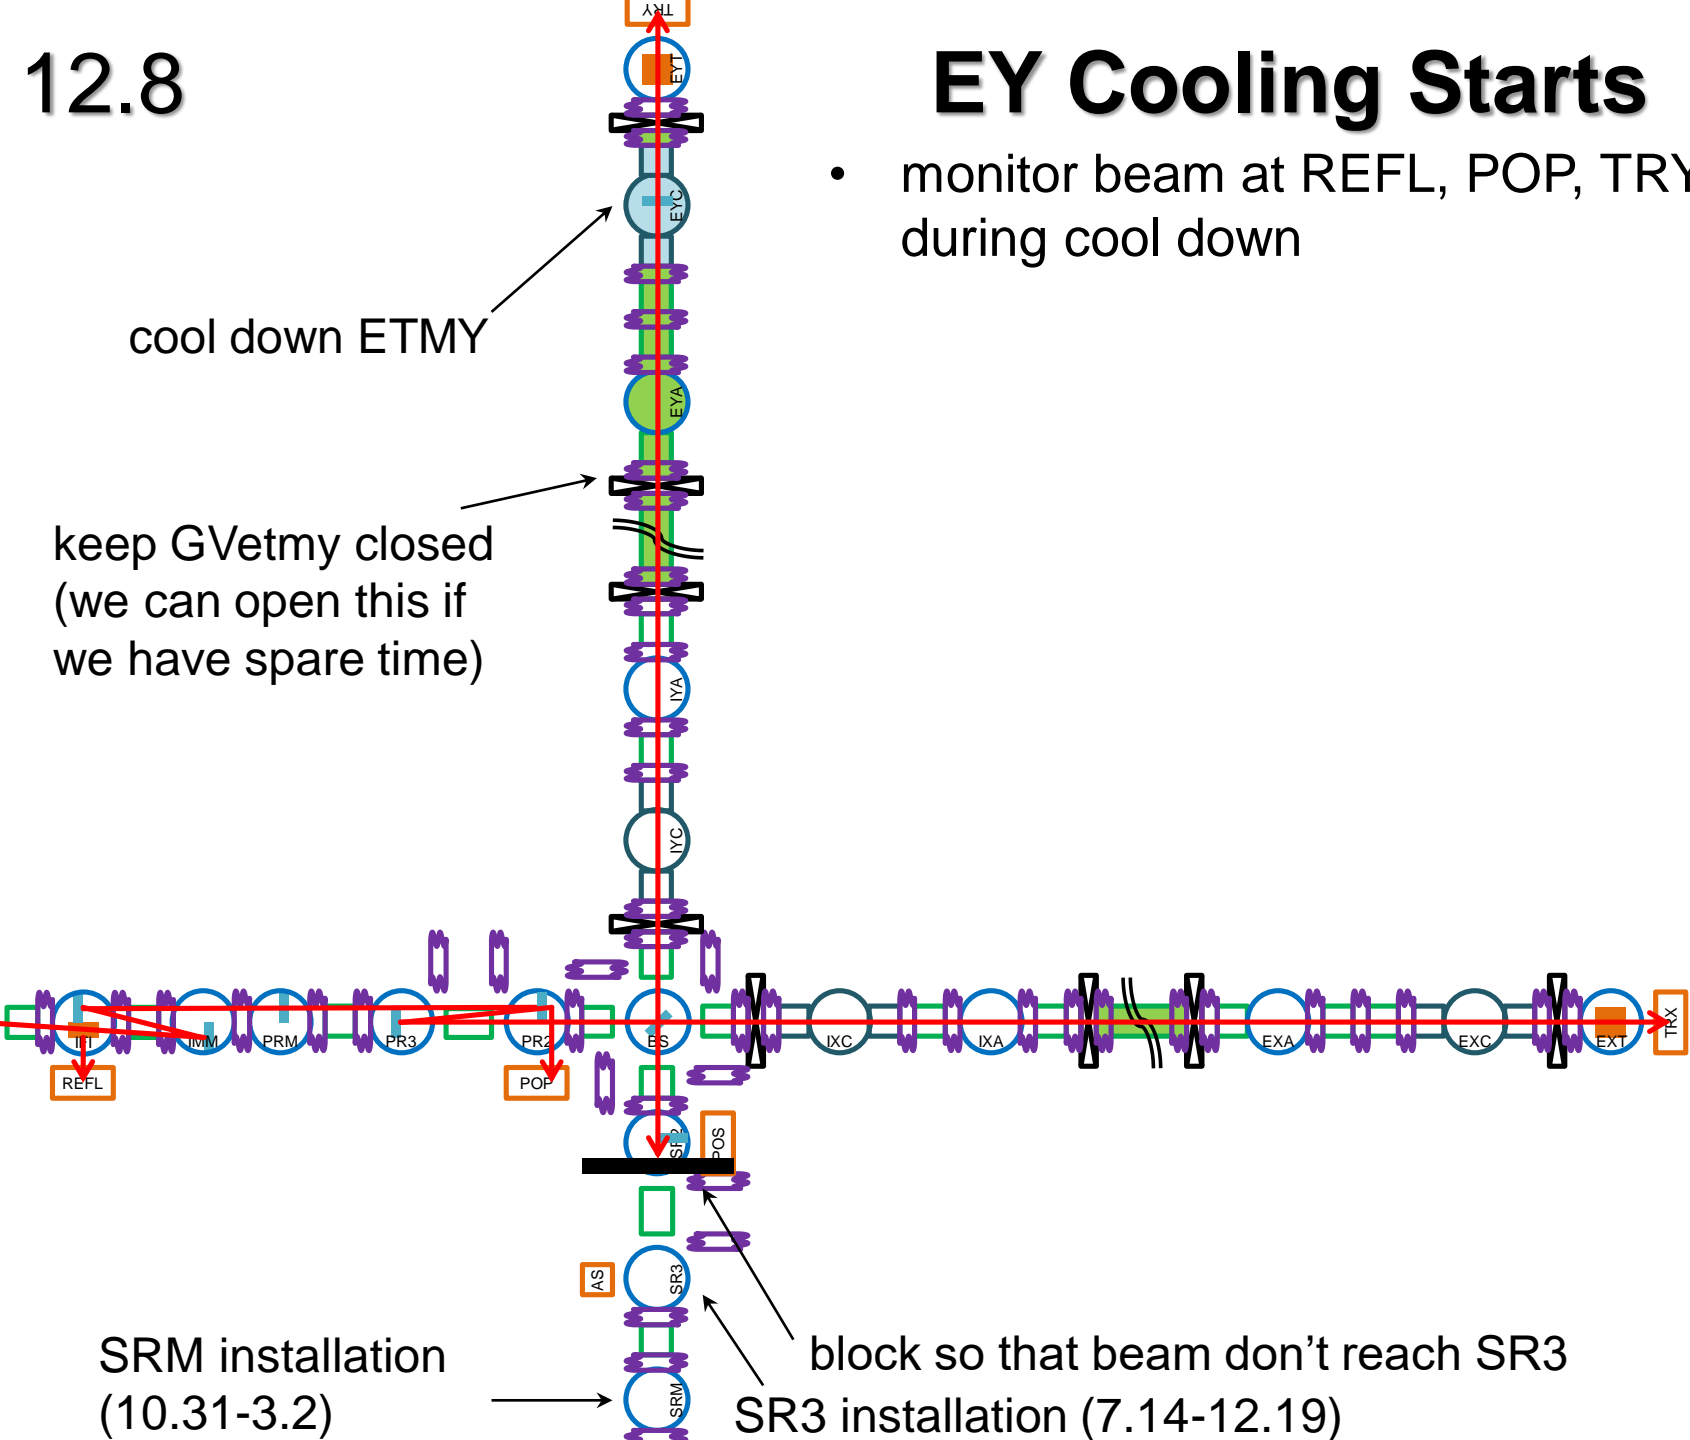 12.8
EY Cooling Starts
• monitor beam at REFL, POP, TRY
during cool down
TRY
EYT
EYC
cool down ETMY
EYA
keep GVetmy closed
(we can open this if
we have spare time)
IYA
IYC
IFI
IMM
PRM
PR3
PR2
BS
IXC
IXA
EXA
EXC
EXT
TRX
REFL
POP
SR2
POS
AS
SR3
block so that beam don't reach SR3
SRM installation
(10.31-3.2)
SRM
SR3 installation (7.14-12.19)